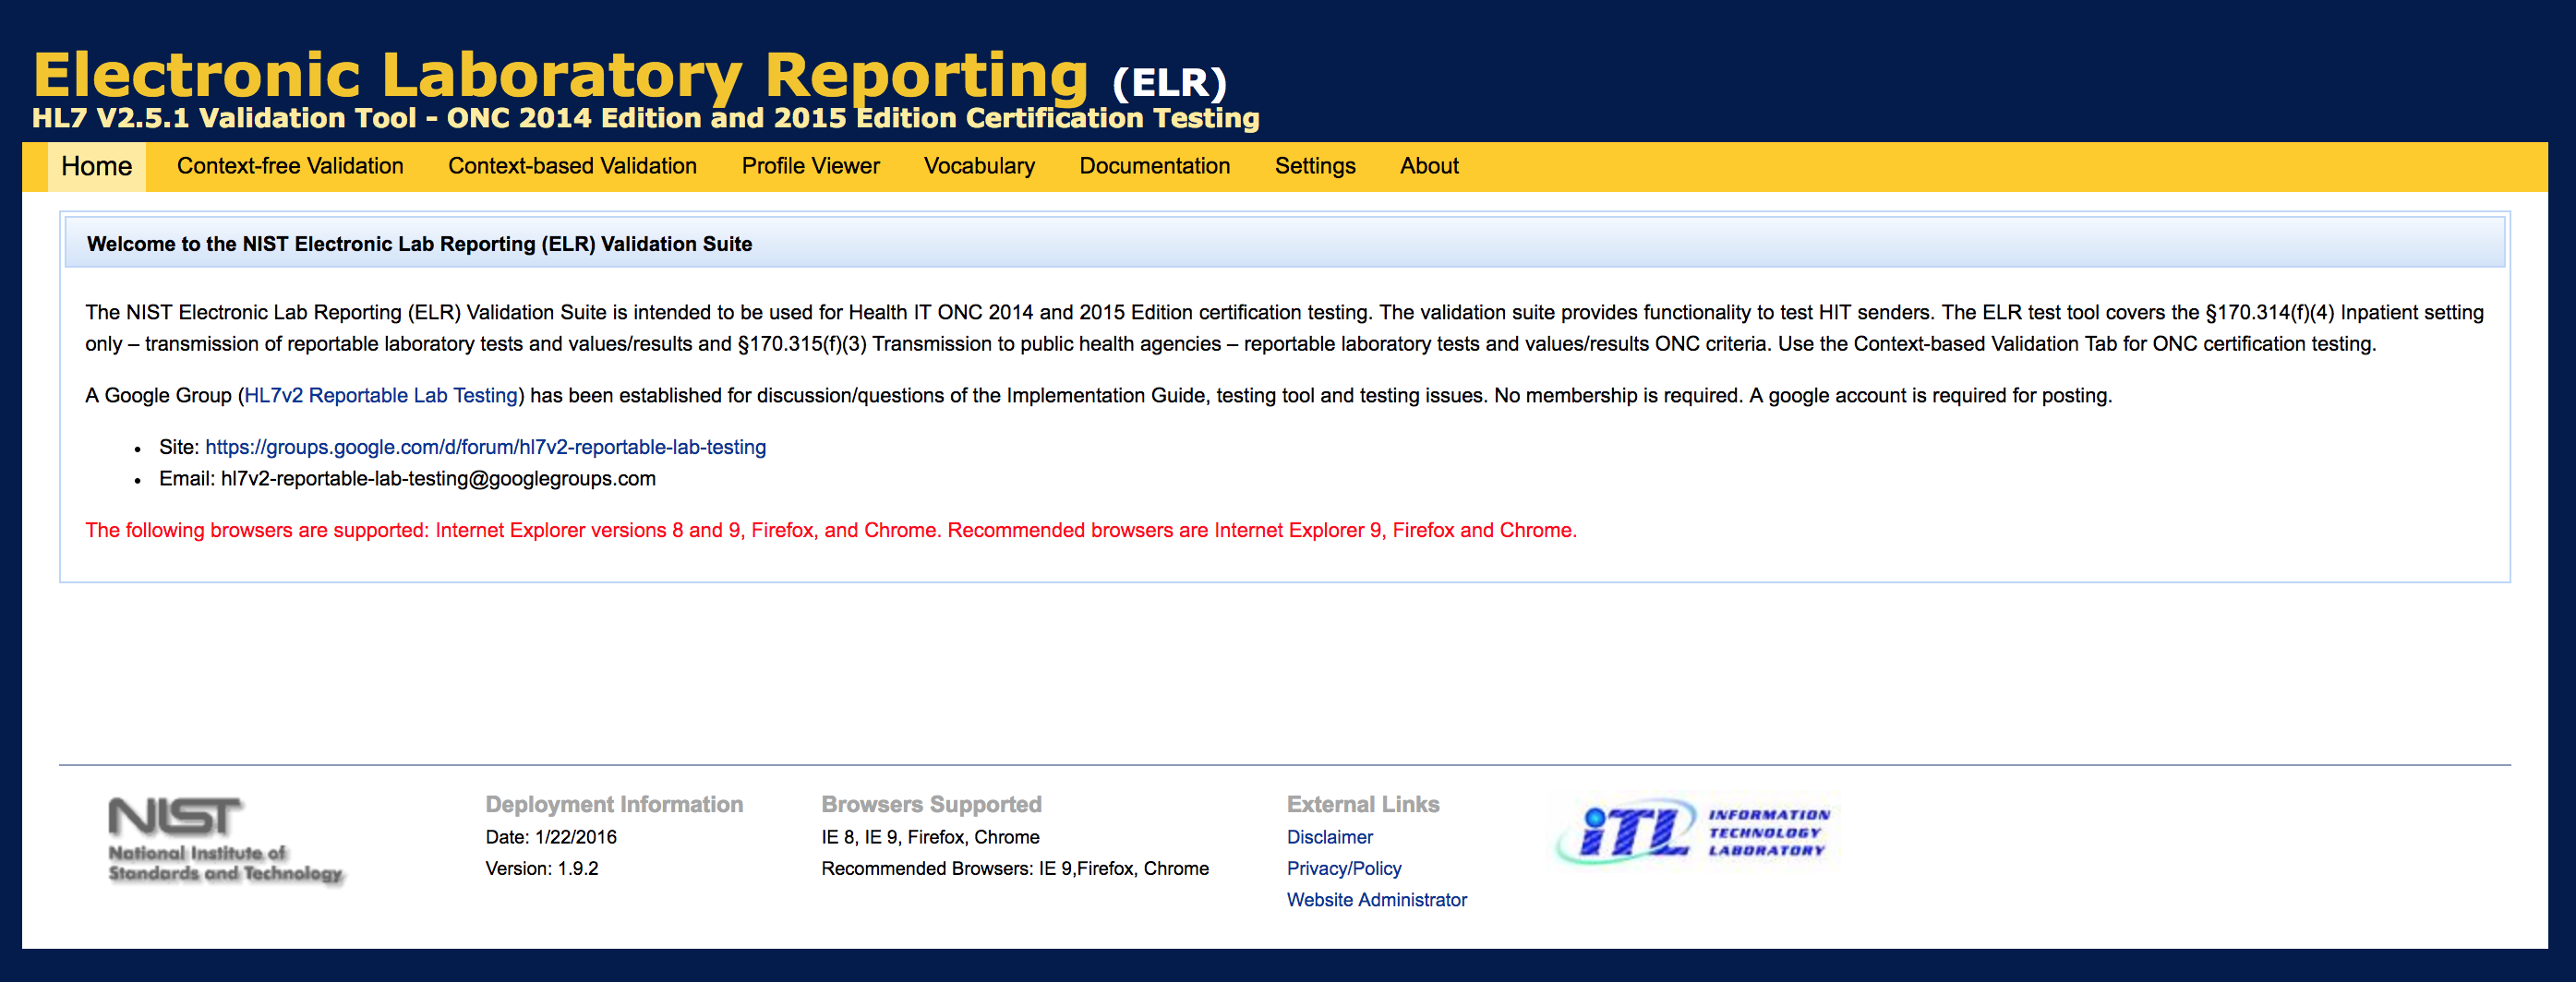 Electronic Laboratory Reporting (ELR)
HL7 V2.5.1 Validation Tool - ONC 2014 Edition and 2015 Edition Certification Testing
Home Context-free Validation Context-based Validation Profile Viewer Vocabulary Documentation Settings About
Welcome to the NIST Electronic Lab Reporting (ELR) Validation Suite
The NIST Electronic Lab Reporting (ELR) Validation Suite is intended to be used for Health IT ONC 2014 and 2015 Edition certification testing. The validation suite provides functionality to test HIT senders. The ELR test tool covers the §170.314(f)(4) Inpatient setting
only – transmission of reportable laboratory tests and values/results and §170.315(f)(3) Transmission to public health agencies – reportable laboratory tests and values/results ONC criteria. Use the Context-based Validation Tab for ONC certification testing.
A Google Group (HL7v2 Reportable Lab Testing) has been established for discussion/questions of the Implementation Guide, testing tool and testing issues. No membership is required. A google account is required for posting.
• Site: https://groups.google.com/d/forum/hl7v2-reportable-lab-testing
• Email: hl7v2-reportable-lab-testing@googlegroups.com
The following browsers are supported: Internet Explorer versions 8 and 9, Firefox, and Chrome. Recommended browsers are Internet Explorer 9, Firefox and Chrome.
NIST
National Institute of
Standards and Technology
Deployment Information
Date: 1/22/2016
Version: 1.9.2
Browsers Supported
IE 8, IE 9, Firefox, Chrome
Recommended Browsers: IE 9,Firefox, Chrome
External Links
Disclaimer
Privacy/Policy
Website Administrator
iTL
INFORMATION
TECHNOLOGY
LABORATORY